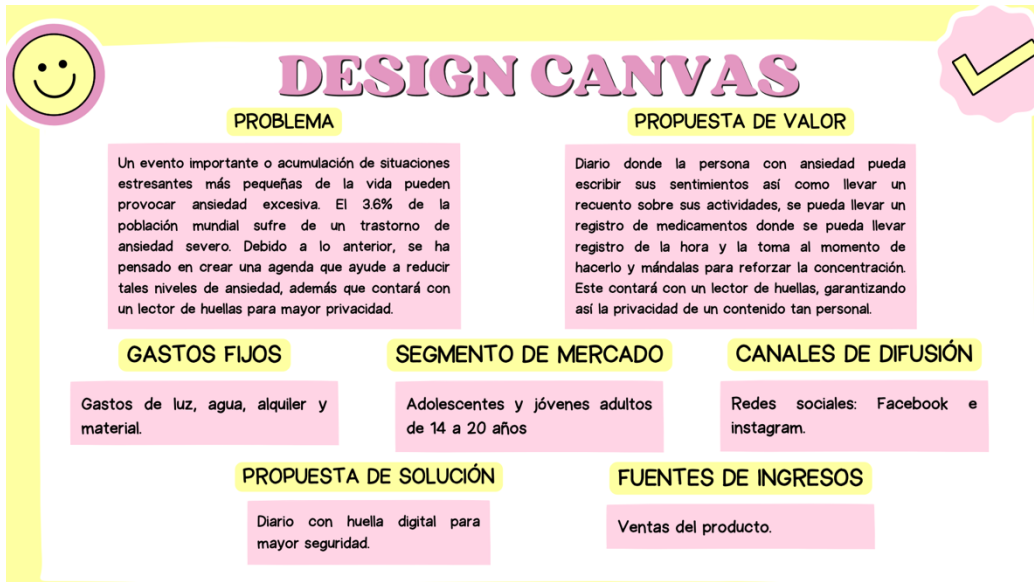 DESIGN CANVAS
PROBLEMA
Un evento importante o acumulación de situaciones
estresantes más pequeñas de la vida pueden
provocar ansiedad excesiva. El 3.6% de la
población mundial sufre de un trastorno de
ansiedad severo. Debido a lo anterior, se ha
pensado en crear una agenda que ayude a reducir
tales niveles de ansiedad, además que contará con
un lector de huellas para mayor privacidad.
PROPUESTA DE VALOR
Diario donde la persona con ansiedad pueda
escribir sus sentimientos así como llevar un
recuento sobre sus actividades, se pueda llevar un
registro de medicamentos donde se pueda llevar
registro de la hora y la toma al momento de
hacerlo y mándalas para reforzar la concentración.
Este contará con un lector de huellas, garantizando
así la privacidad de un contenido tan personal.
GASTOS FIJOS
Gastos de luz, agua, alquiler y
material.
SEGMENTO DE MERCADO
Adolescentes y jóvenes adultos
de 14 a 20 años
CANALES DE DIFUSIÓN
Redes sociales: Facebook e
instagram.
PROPUESTA DE SOLUCIÓN
Diario con huella digital para
mayor seguridad.
FUENTES DE INGRESOS
Ventas del producto.